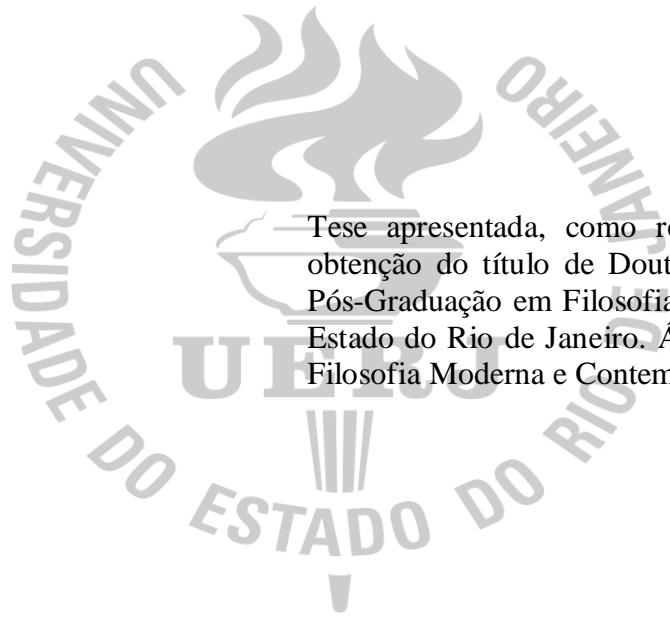 UNIVERSIDADE DO ESTADO DO RIO DE JANEIRO
UERJ
Tese apresentada, como
obtenção do título de
Pós-Graduação em Filosofia
Estado do Rio de Janeiro.
Filosofia Moderna e